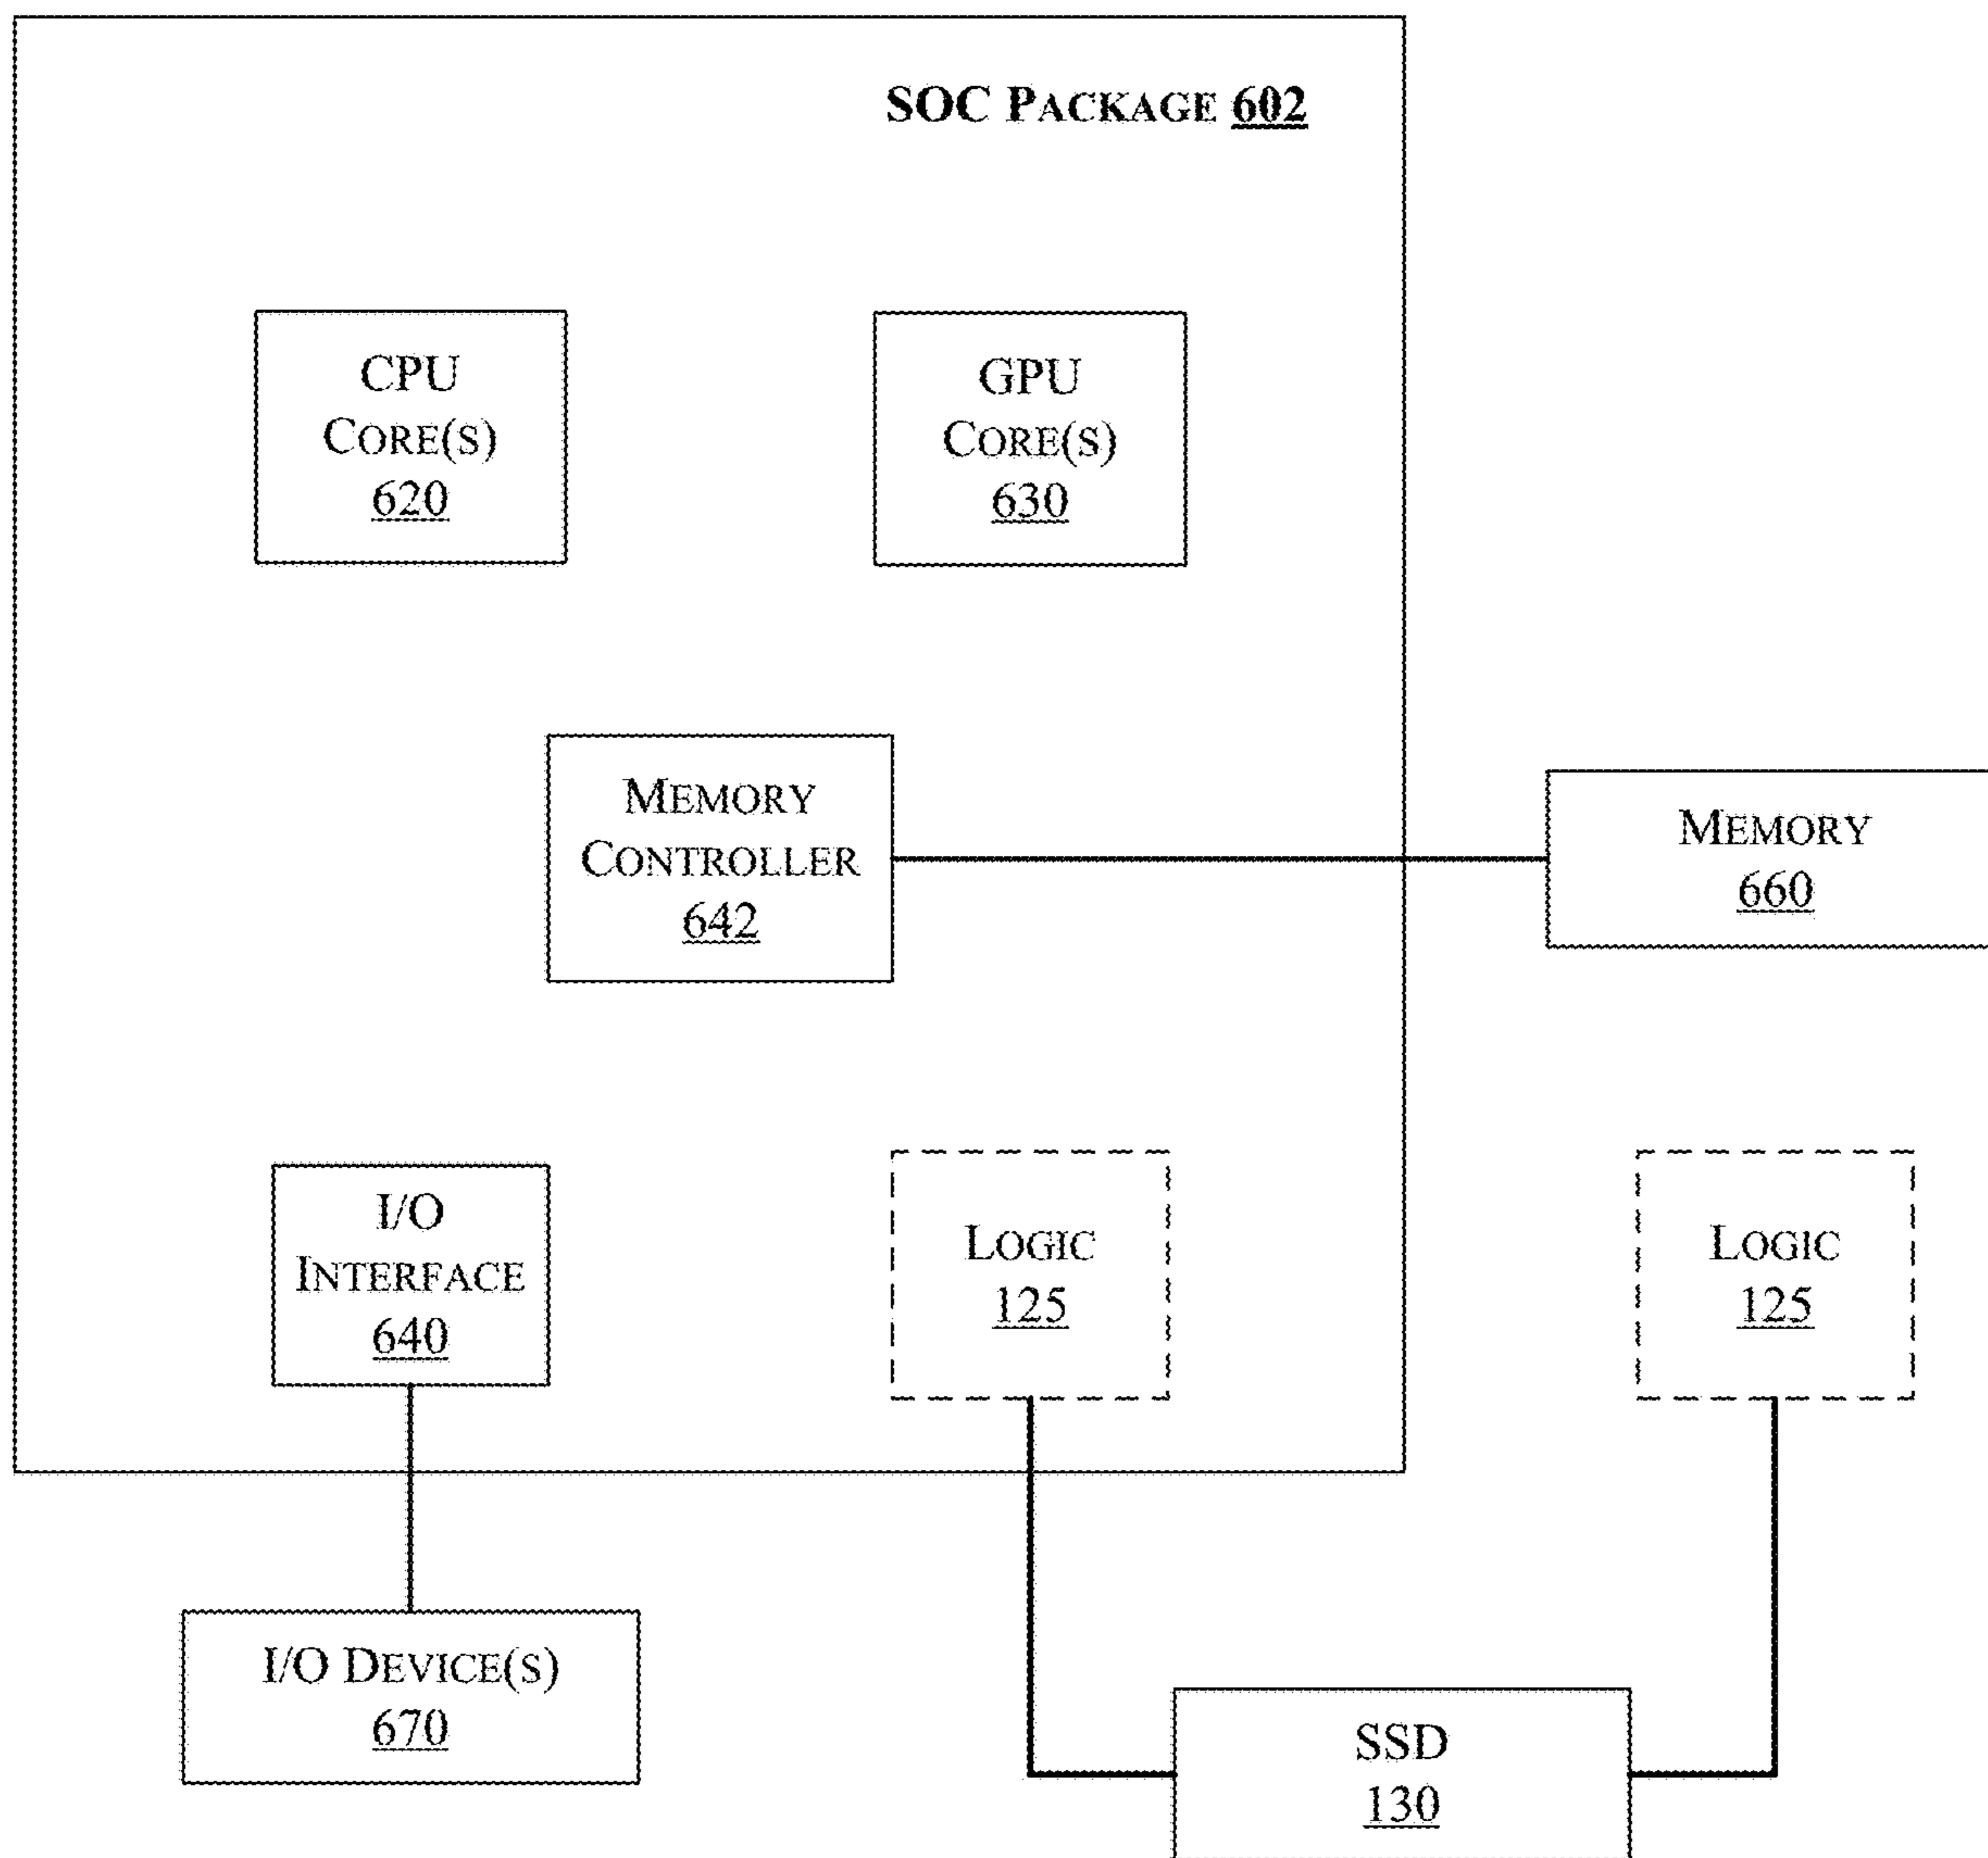 SOC PACKAGE 602
CPU
CORE(S)
620
GPU
CORE(S)
630
MEMORY
CONTROLLER
642
MEMORY
660
I/O
INTERFACE
640
LOGIC
125
LOGIC
125
I/O DEVICE(S)
670
SSD
130